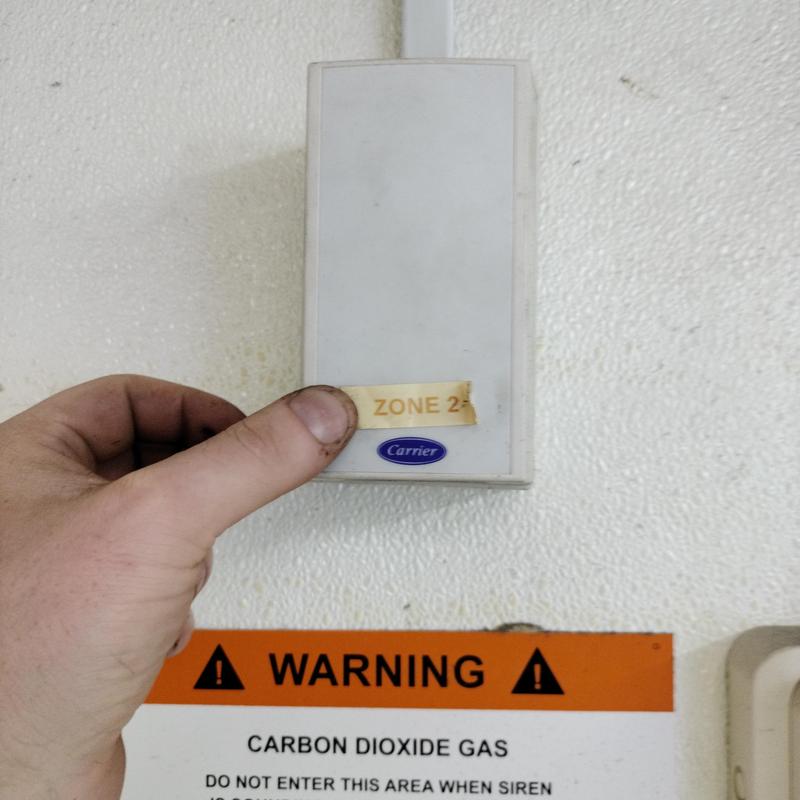 ZONE 2-
Carrier
WARNING
CARBON DIOXIDE GAS
DO NOT ENTER THIS AREA WHEN SIREN